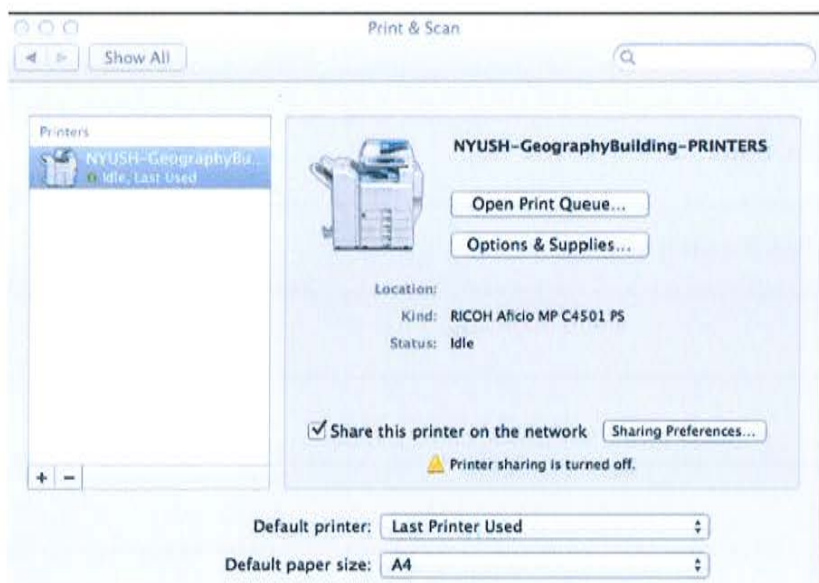 Print & Scan
Show All
Printers
NYUSH-GeographyBu...
Idle, Last Used
NYUSH-GeographyBuilding-PRINTERS
Open Print Queue...
Options & Supplies...
Location:
Kind: RICOH Aficio MP C4501 PS
Status: Idle
Share this printer on the network Sharing Preferences...
Printer sharing is turned off.
+ −
Default printer: Last Printer Used
Default paper size: A4